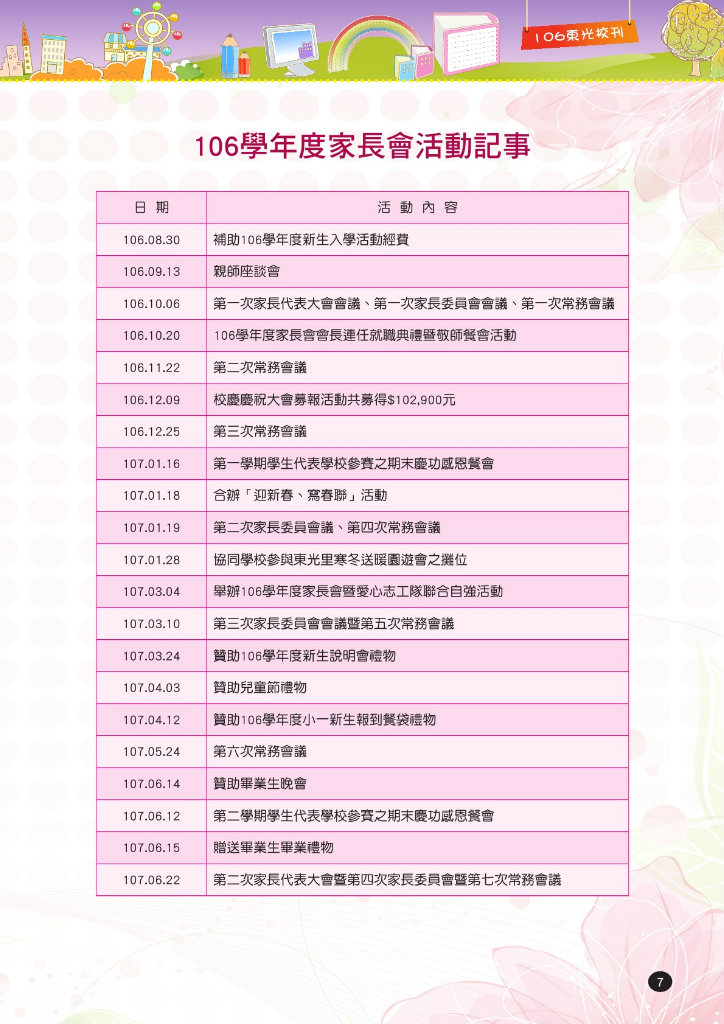 106東光校刊
106學年度家長會活動記事
日 期 活 動 內 容
106.08.30 補助106學年度新生入學活動經費
106.09.13 親師座談會
106.10.06 第一次家長代表大會會議、第一次家長委員會會議、第一次常務會議
106.10.20 106學年度家長會會長連任就職典禮暨敬師餐會活動
106.11.22 第二次常務會議
106.12.09 校慶慶祝大會募報活動共募得$102,900元
106.12.25 第三次常務會議
107.01.16 第一學期學生代表學校參賽之期末慶功感恩餐會
107.01.18 合辦「迎新春、寫春聯」活動
107.01.19 第二次家長委員會議、第四次常務會議
107.01.28 協同學校參與東光里寒冬送暖園遊會之攤位
107.03.04 舉辦106學年度家長會暨愛心志工隊聯合自強活動
107.03.10 第三次家長委員會會議暨第五次常務會議
107.03.24 贊助106學年度新生說明會禮物
107.04.03 贊助兒童節禮物
107.04.12 贊助106學年度小一新生報到餐袋禮物
107.05.24 第六次常務會議
107.06.14 贊助畢業生晚會
107.06.12 第二學期學生代表學校參賽之期末慶功感恩餐會
107.06.15 贈送畢業生畢業禮物
107.06.22 第二次家長代表大會暨第四次家長委員會暨第七次常務會議
7